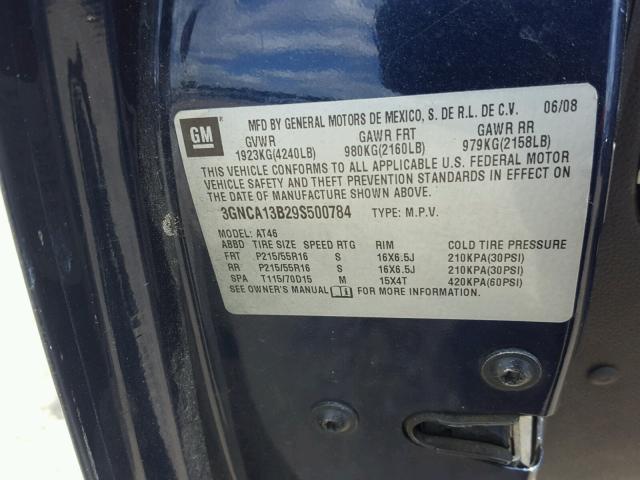 GM
MFD BY GENERAL MOTORS DE MEXICO, S. DE R.L. DE C.V. 06/08
GVWR GAWR FRT GAWR RR
1923KG(4240LB) 980KG(2160LB) 979KG(2158LB)
THIS VEHICLE CONFORMS TO ALL APPLICABLE U.S. FEDERAL MOTOR
VEHICLE SAFETY AND THEFT PREVENTION STANDARDS IN EFFECT ON
THE DATE OF MANUFACTURE SHOWN ABOVE.
3GNCA13B29S500784 TYPE: M.P.V.
MODEL: AT46
ABBD TIRE SIZE SPEED RTG RIM COLD TIRE PRESSURE
FRT P215/55R16 S 16X6.5J 210KPA(30PSI)
RR P215/55R16 S 16X6.5J 210KPA(30PSI)
SPA T115/70D15 M 15X4T 420KPA(60PSI)
SEE OWNER'S MANUAL FOR MORE INFORMATION.